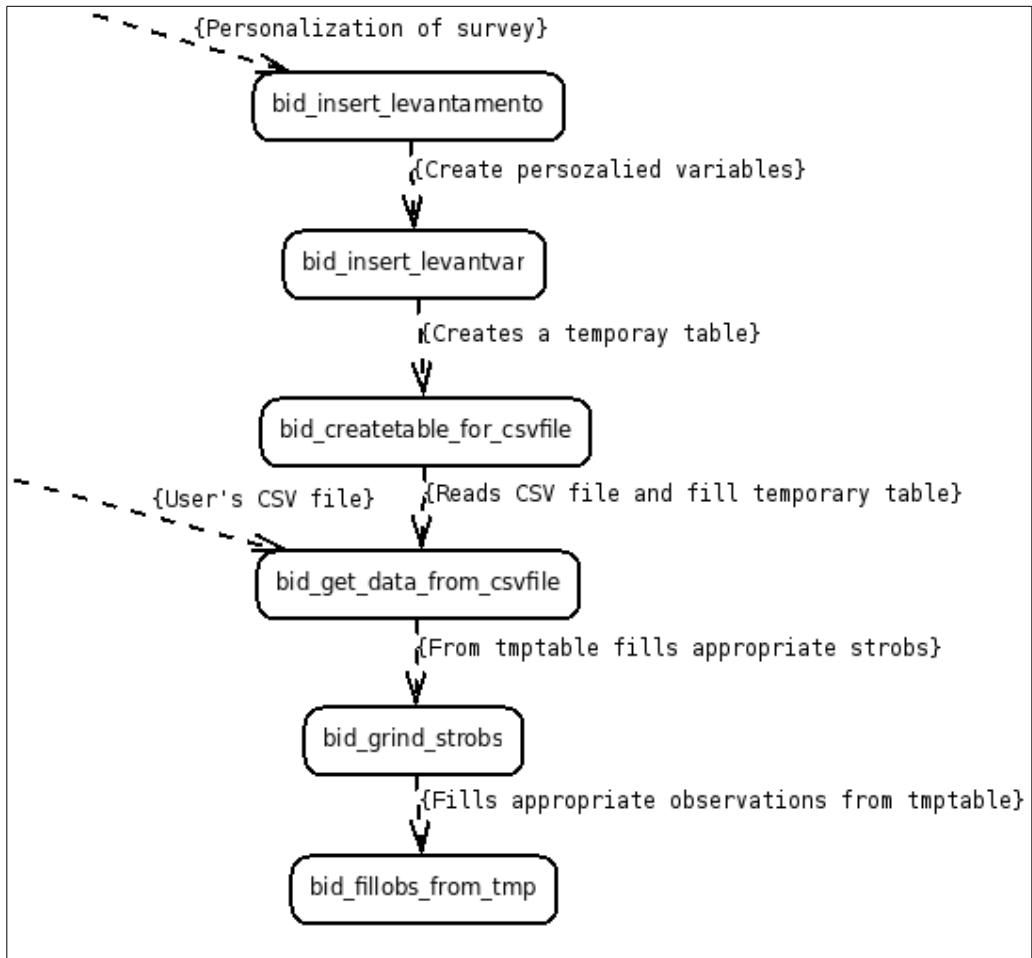 {Personalization of survey}
bid_insert_levantamento
{Create persozalied variables}
bid_insert_levantvar
{Creates a temporay table}
bid_createtable_for_csvfile
{User's CSV file}
{Reads CSV file and fill temporary table}
bid_get_data_from_csvfile
{From tmptable fills appropriate strobs}
bid_grind_strobs
{Fills appropriate observations from tmptable}
bid_fillobs_from_tmp